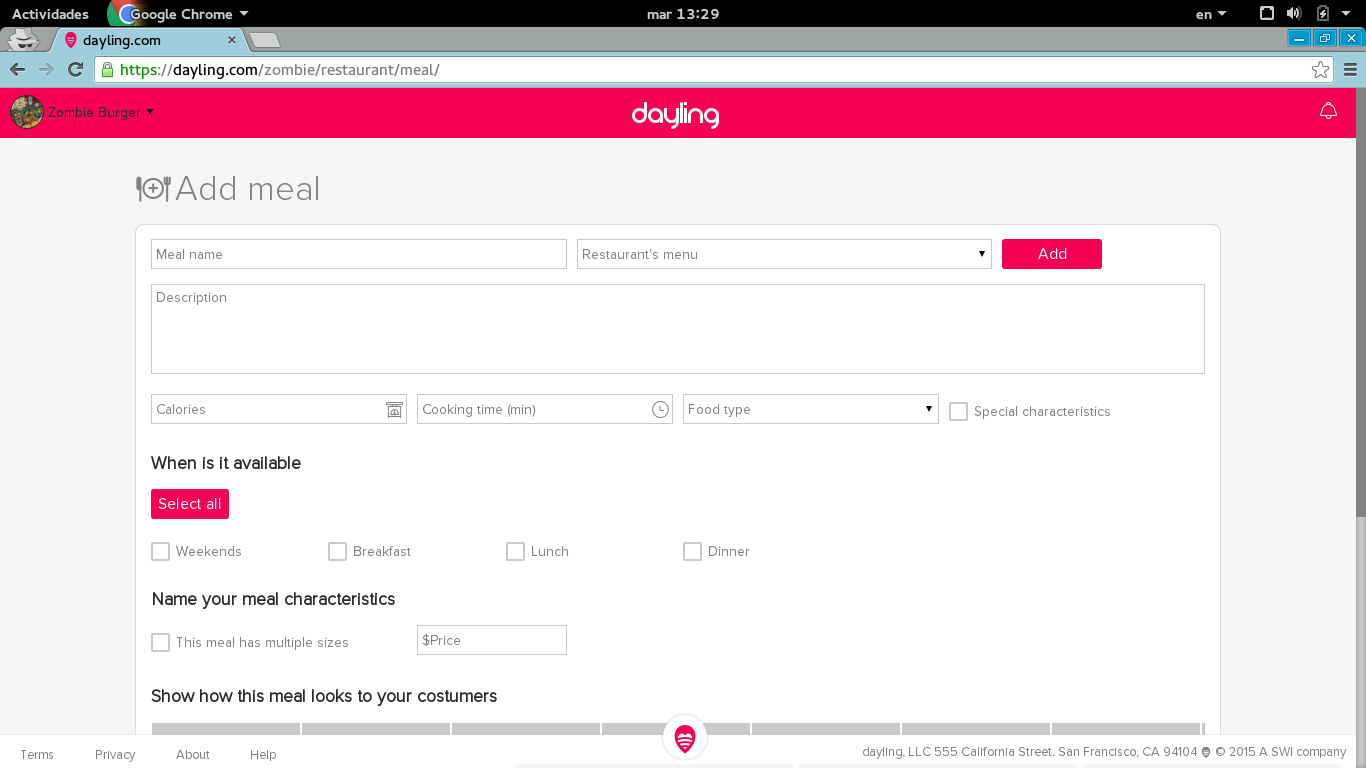 Actividades Google Chrome mar 13:29 en
dayling.com
https://dayling.com/zombie/restaurant/meal/
Zombie Burger dayling
Add meal
Meal name Restaurant's menu Add
Description
Calories Cooking time (min) Food type Special characteristics
When is it available
Select all
Weekends Breakfast Lunch Dinner
Name your meal characteristics
This meal has multiple sizes $Price
Show how this meal looks to your costumers
Terms Privacy About Help dayling, LLC 555 California Street. San Francisco, CA 94104 © 2015 A SWI company